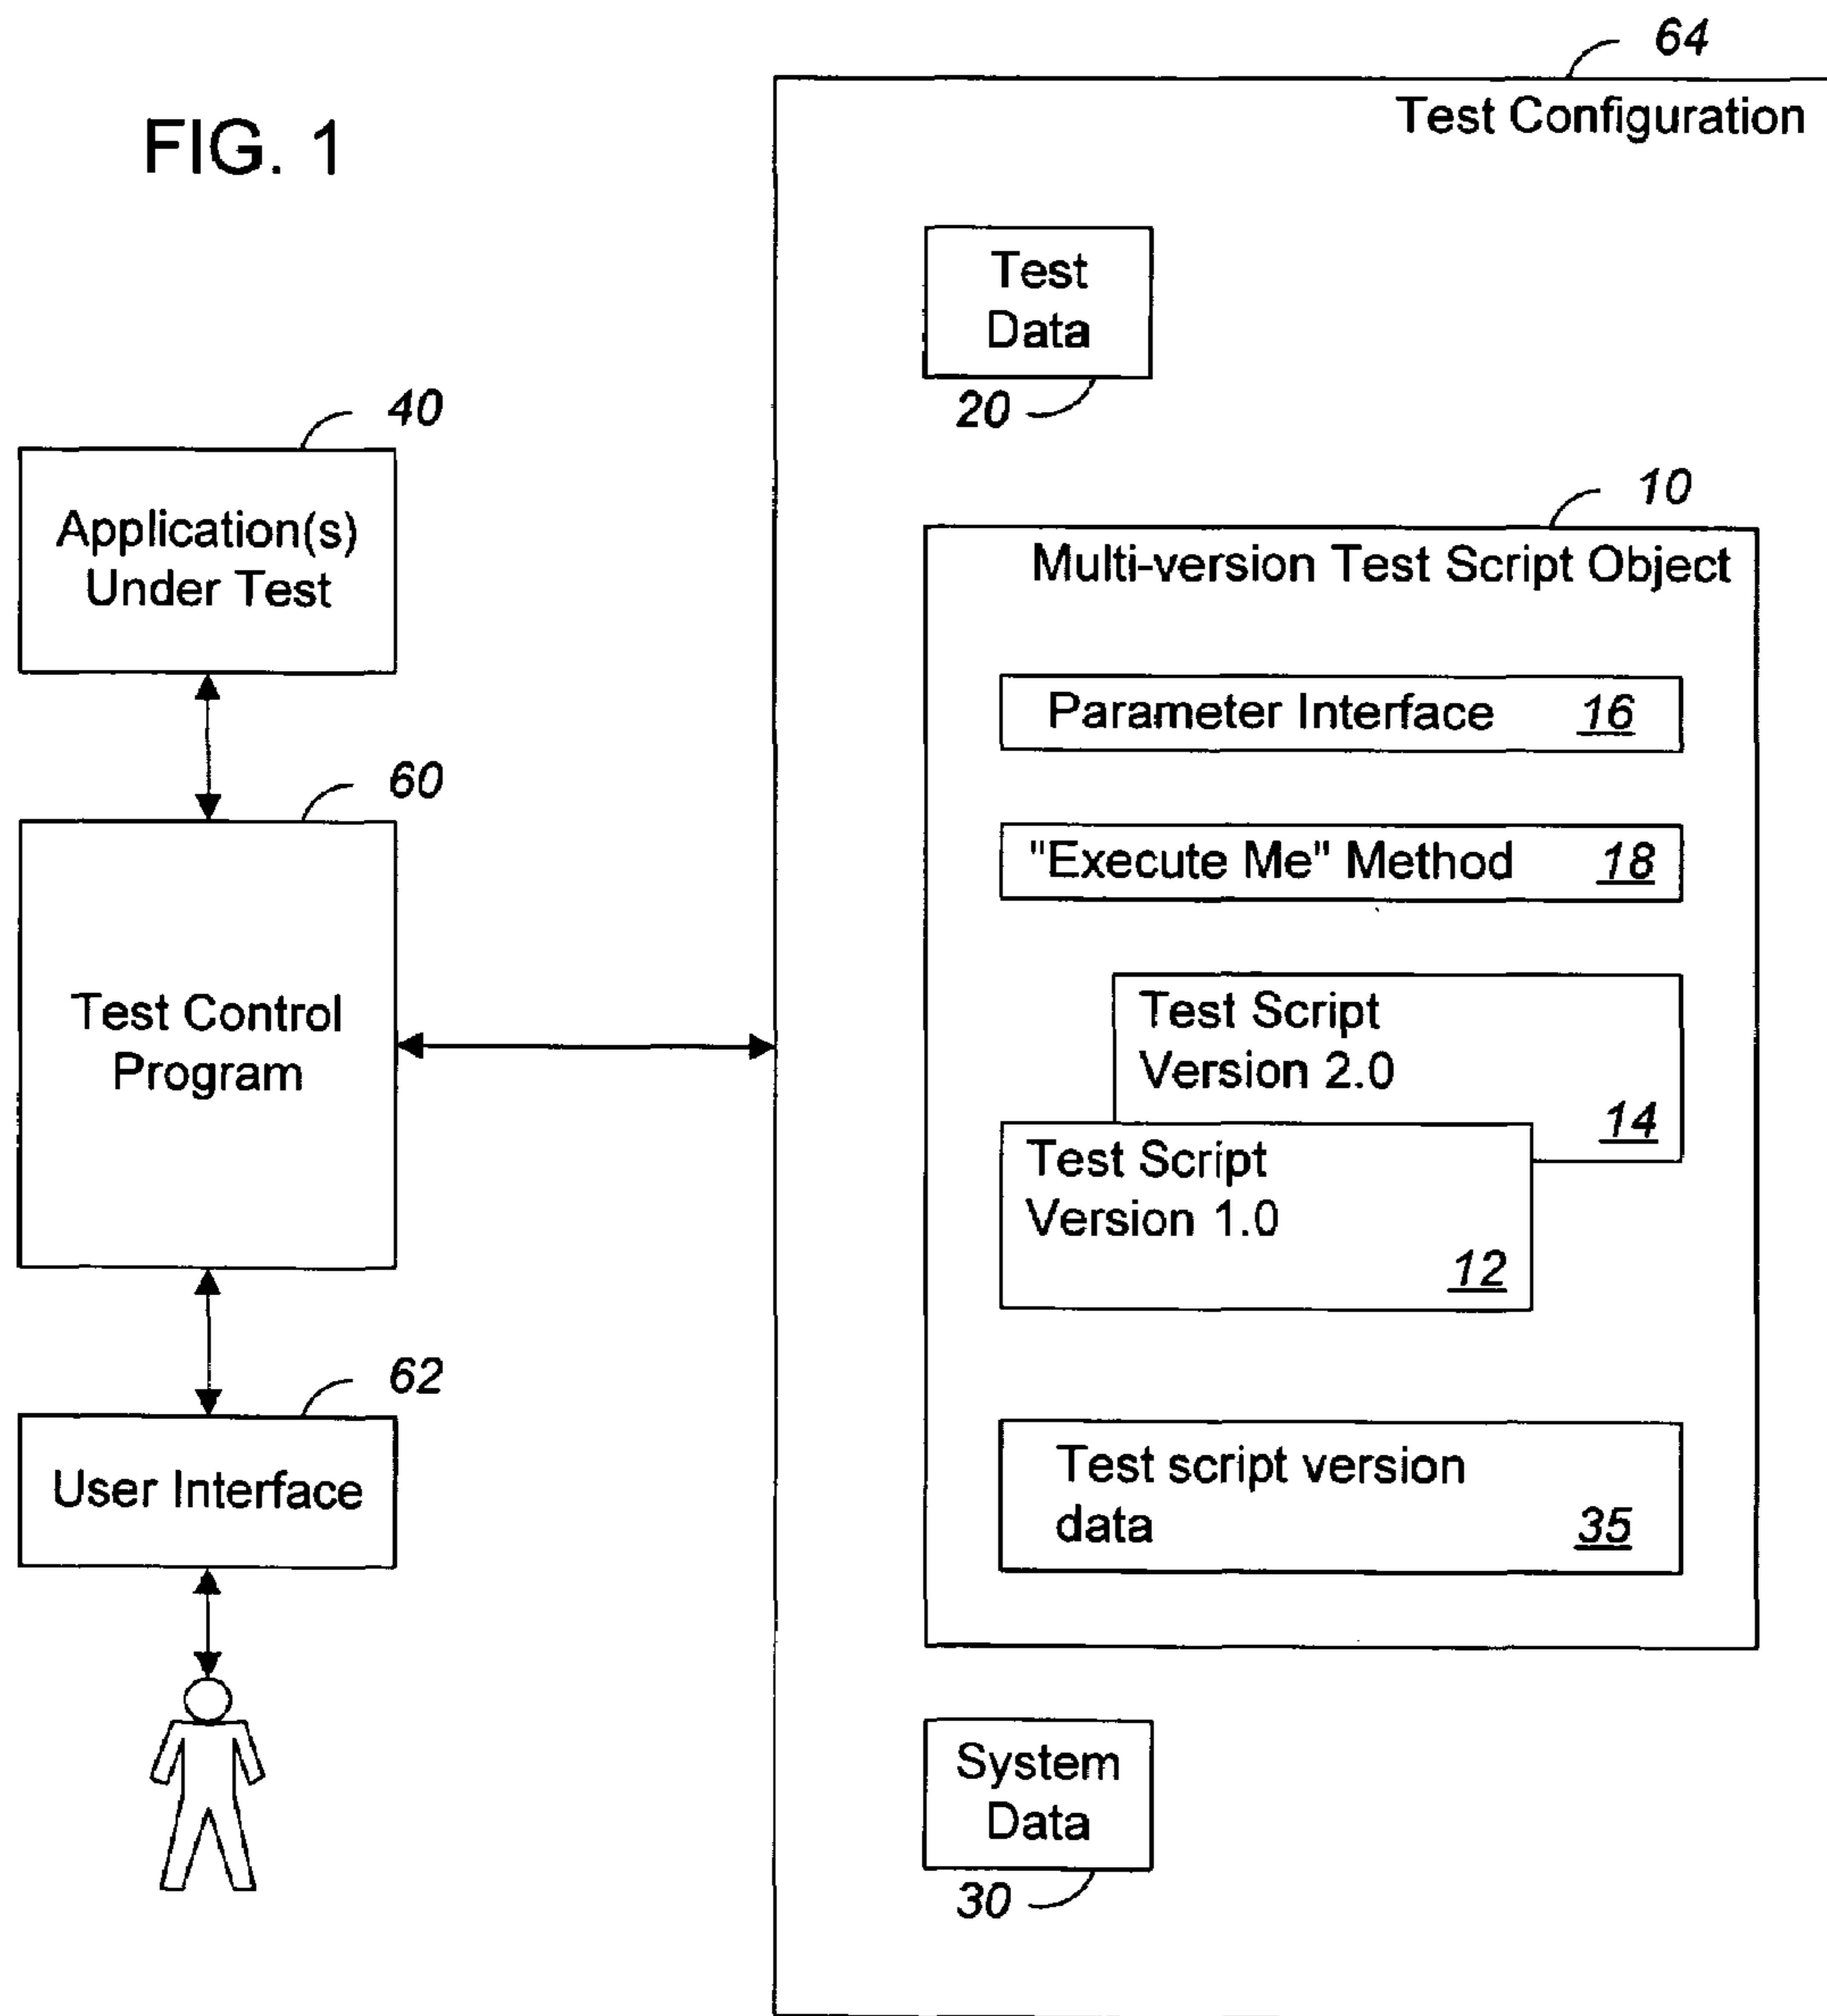 FIG. 1
64
Test Configuration
Test
Data
20
40
Application(s)
Under Test
10
Multi-version Test Script Object
Parameter Interface 16
60
"Execute Me" Method 18
Test Control
Program
Test Script
Version 2.0
14
Test Script
Version 1.0
12
62
User Interface
Test script version
data 35
System
Data
30